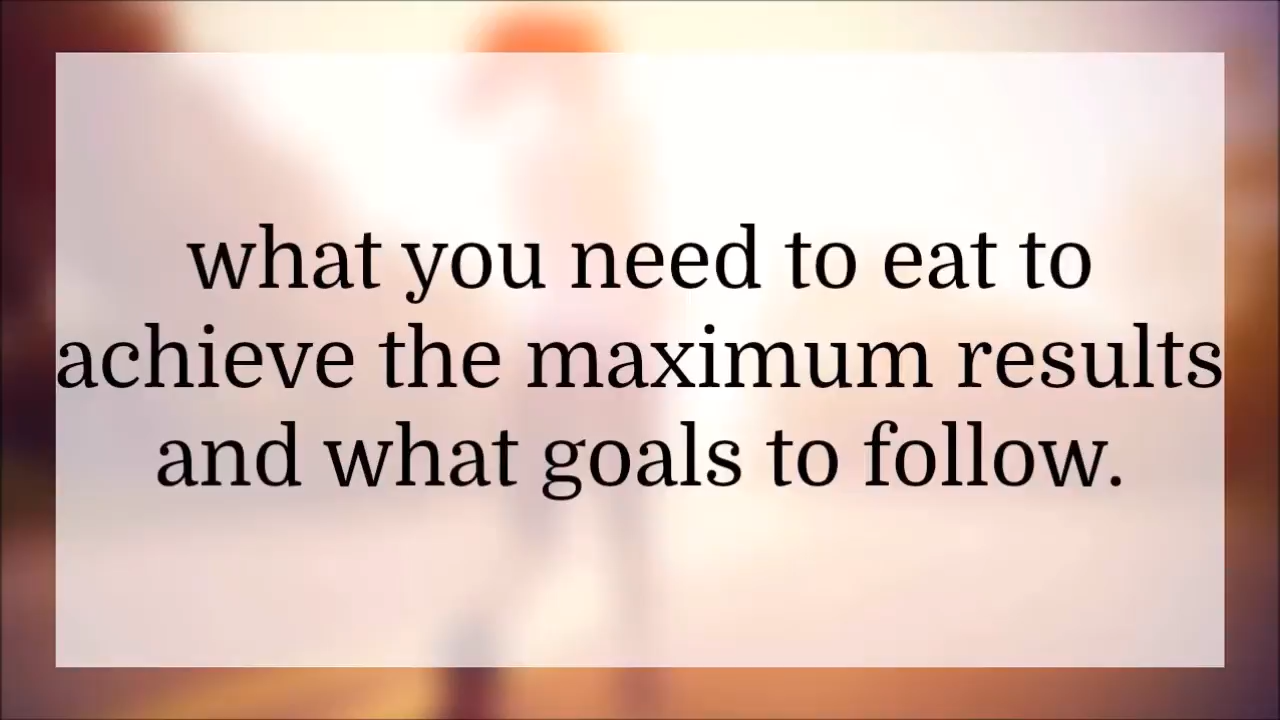 what you need to eat to
achieve the maximum results
and what goals to follow.